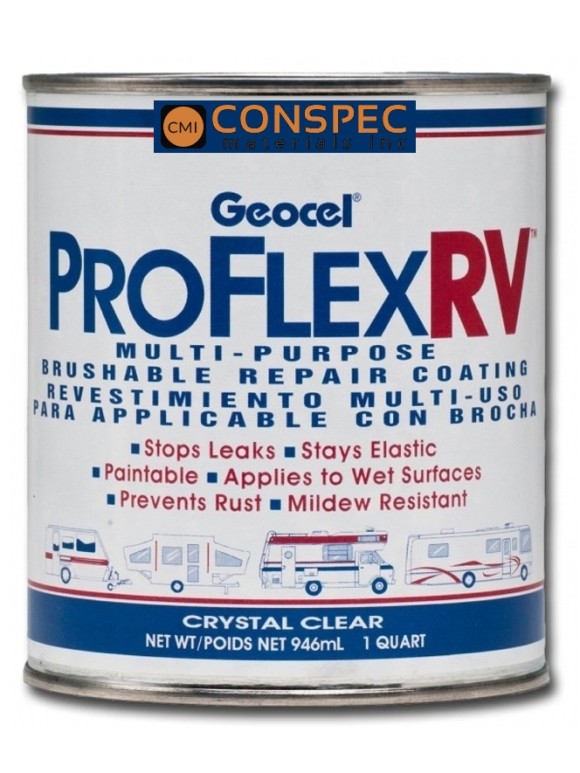 CMI CONSPEC
materials inc
Geocel®
PROFLEXRV™
MULTI-PURPOSE
BRUSHABLE REPAIR COATING
REVESTIMIENTO MULTI-USO
PARA APPLICABLE CON BROCHA
▪Stops Leaks ▪Stays Elastic
▪Paintable ▪Applies to Wet Surfaces
▪Prevents Rust ▪Mildew Resistant
CRYSTAL CLEAR
NET WT/POIDS NET 946mL 1 QUART